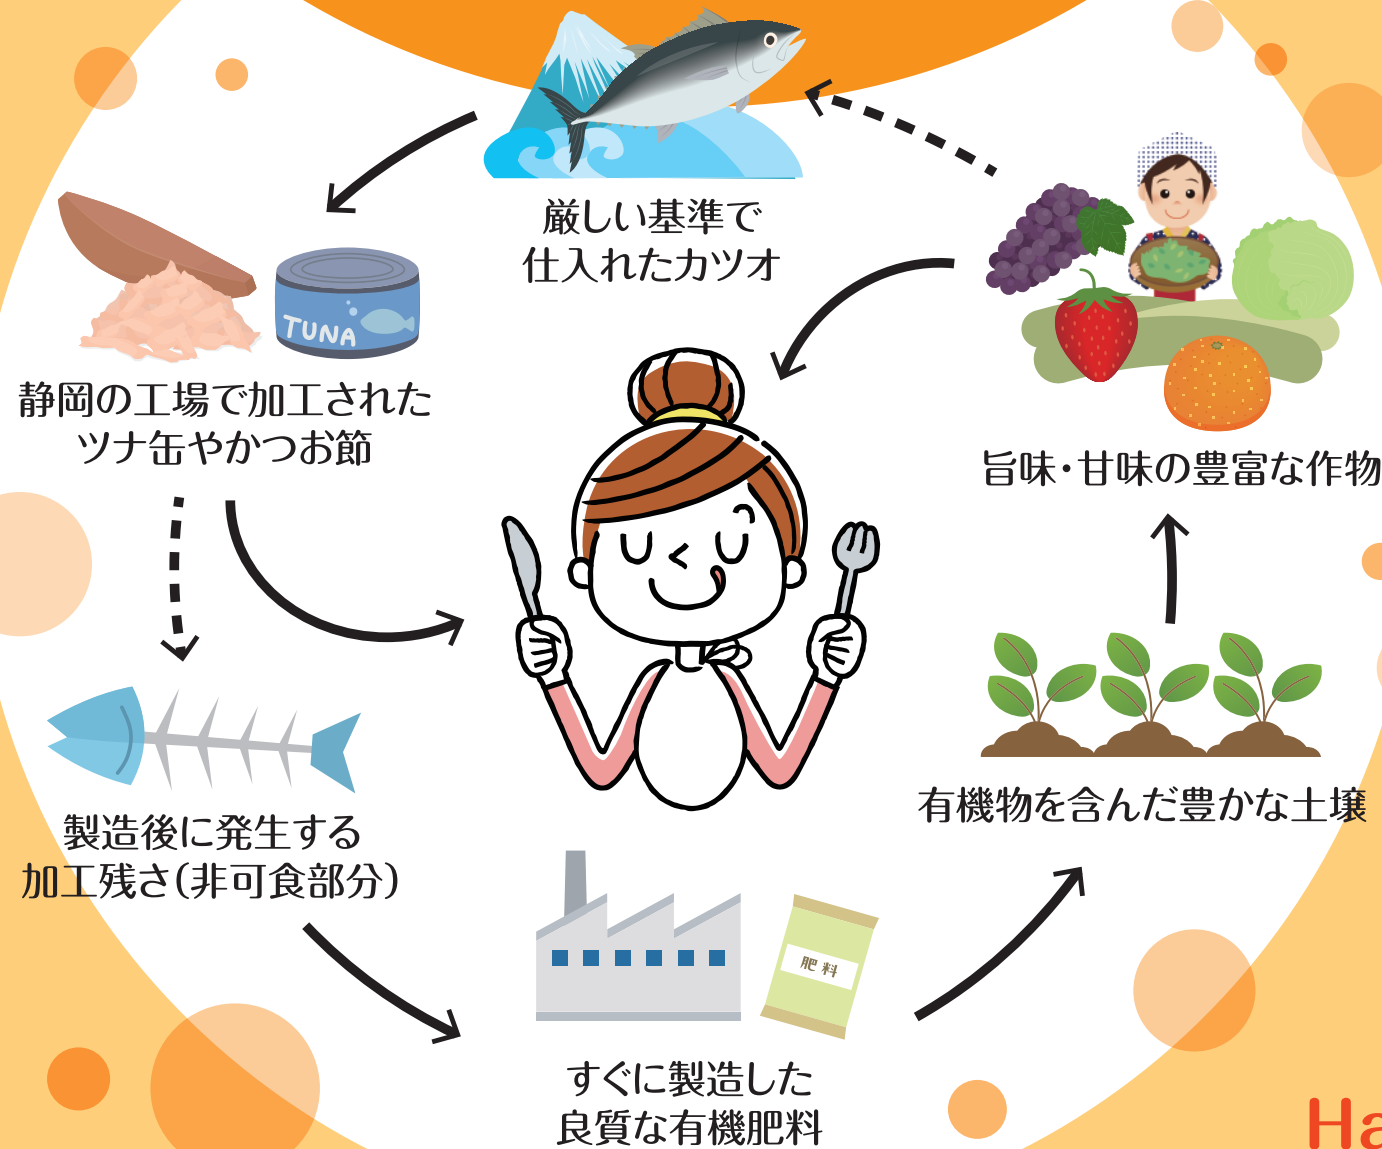 厳しい基準で
仕入れたカツオ
TUNA
静岡の工場で加工された
ツナ缶やかつお節
旨味・甘味の豊富な作物
製造後に発生する
加工残さ(非可食部分)
有機物を含んだ豊かな土壌
肥料
すぐに製造した
良質な有機肥料
Ha